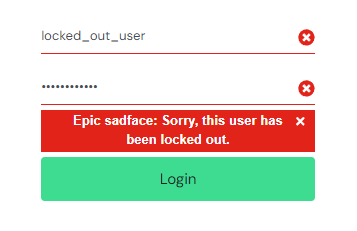 locked_out_user
••••••••••••
Epic sadface: Sorry, this user has
been locked out.
Login